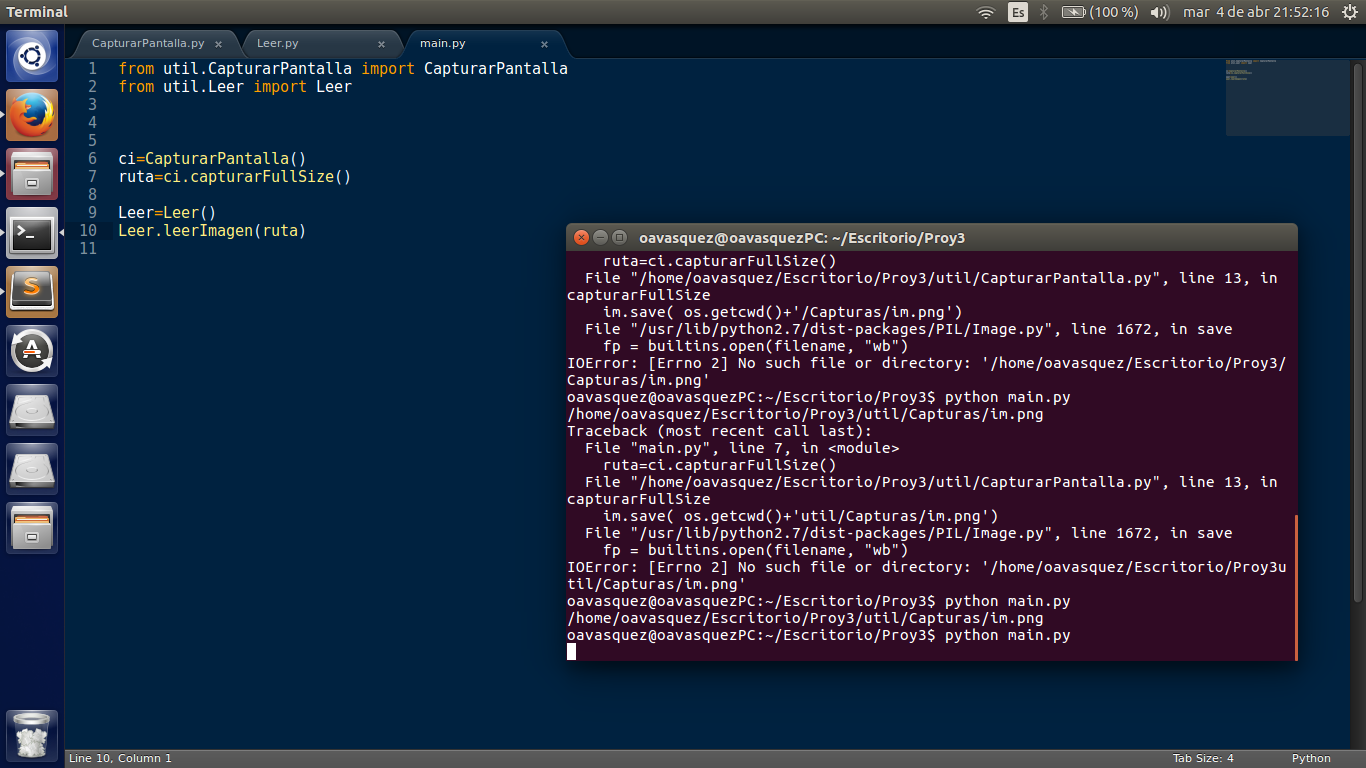 Terminal
Es
(100 %)
mar 4 de abr 21:52:16
CapturarPantalla.py ×
Leer.py ×
main.py ×
1 from util.CapturarPantalla import CapturarPantalla
2 from util.Leer import Leer
3
4
5
6 ci=CapturarPantalla()
7 ruta=ci.capturarFullSize()
8
9 Leer=Leer()
10 Leer.leerImagen(ruta)
11
oavasquez@oavasquezPC: ~/Escritorio/Proy3
ruta=ci.capturarFullSize()
File "/home/oavasquez/Escritorio/Proy3/util/CapturarPantalla.py", line 13, in
capturarFullSize
im.save( os.getcwd()+'/Capturas/im.png')
File "/usr/lib/python2.7/dist-packages/PIL/Image.py", line 1672, in save
fp = builtins.open(filename, "wb")
IOError: [Errno 2] No such file or directory: '/home/oavasquez/Escritorio/Proy3/
Capturas/im.png'
oavasquez@oavasquezPC:~/Escritorio/Proy3$ python main.py
/home/oavasquez/Escritorio/Proy3/util/Capturas/im.png
Traceback (most recent call last):
File "main.py", line 7, in <module>
ruta=ci.capturarFullSize()
File "/home/oavasquez/Escritorio/Proy3/util/CapturarPantalla.py", line 13, in
capturarFullSize
im.save( os.getcwd()+'util/Capturas/im.png')
File "/usr/lib/python2.7/dist-packages/PIL/Image.py", line 1672, in save
fp = builtins.open(filename, "wb")
IOError: [Errno 2] No such file or directory: '/home/oavasquez/Escritorio/Proy3u
til/Capturas/im.png'
oavasquez@oavasquezPC:~/Escritorio/Proy3$ python main.py
/home/oavasquez/Escritorio/Proy3/util/Capturas/im.png
oavasquez@oavasquezPC:~/Escritorio/Proy3$ python main.py
Line 10, Column 1
Tab Size: 4
Python